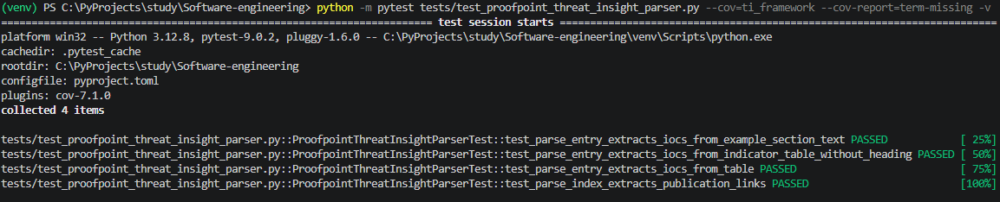 (venv) PS C:\PyProjects\study\Software-engineering> python -m pytest tests/test_proofpoint_threat_insight_parser.py --cov=ti_framework --cov-report=term-missing -v
================================================================== test session starts ==================================================================
platform win32 -- Python 3.12.8, pytest-9.0.2, pluggy-1.6.0 -- C:\PyProjects\study\Software-engineering\venv\Scripts\python.exe
cachedir: .pytest_cache
rootdir: C:\PyProjects\study\Software-engineering
configfile: pyproject.toml
plugins: cov-7.1.0
collected 4 items

tests/test_proofpoint_threat_insight_parser.py::ProofpointThreatInsightParserTest::test_parse_entry_extracts_iocs_from_example_section_text PASSED [ 25%]
tests/test_proofpoint_threat_insight_parser.py::ProofpointThreatInsightParserTest::test_parse_entry_extracts_iocs_from_indicator_table_without_heading PASSED [ 50%]
tests/test_proofpoint_threat_insight_parser.py::ProofpointThreatInsightParserTest::test_parse_entry_extracts_iocs_from_table PASSED [ 75%]
tests/test_proofpoint_threat_insight_parser.py::ProofpointThreatInsightParserTest::test_parse_index_extracts_publication_links PASSED [100%]